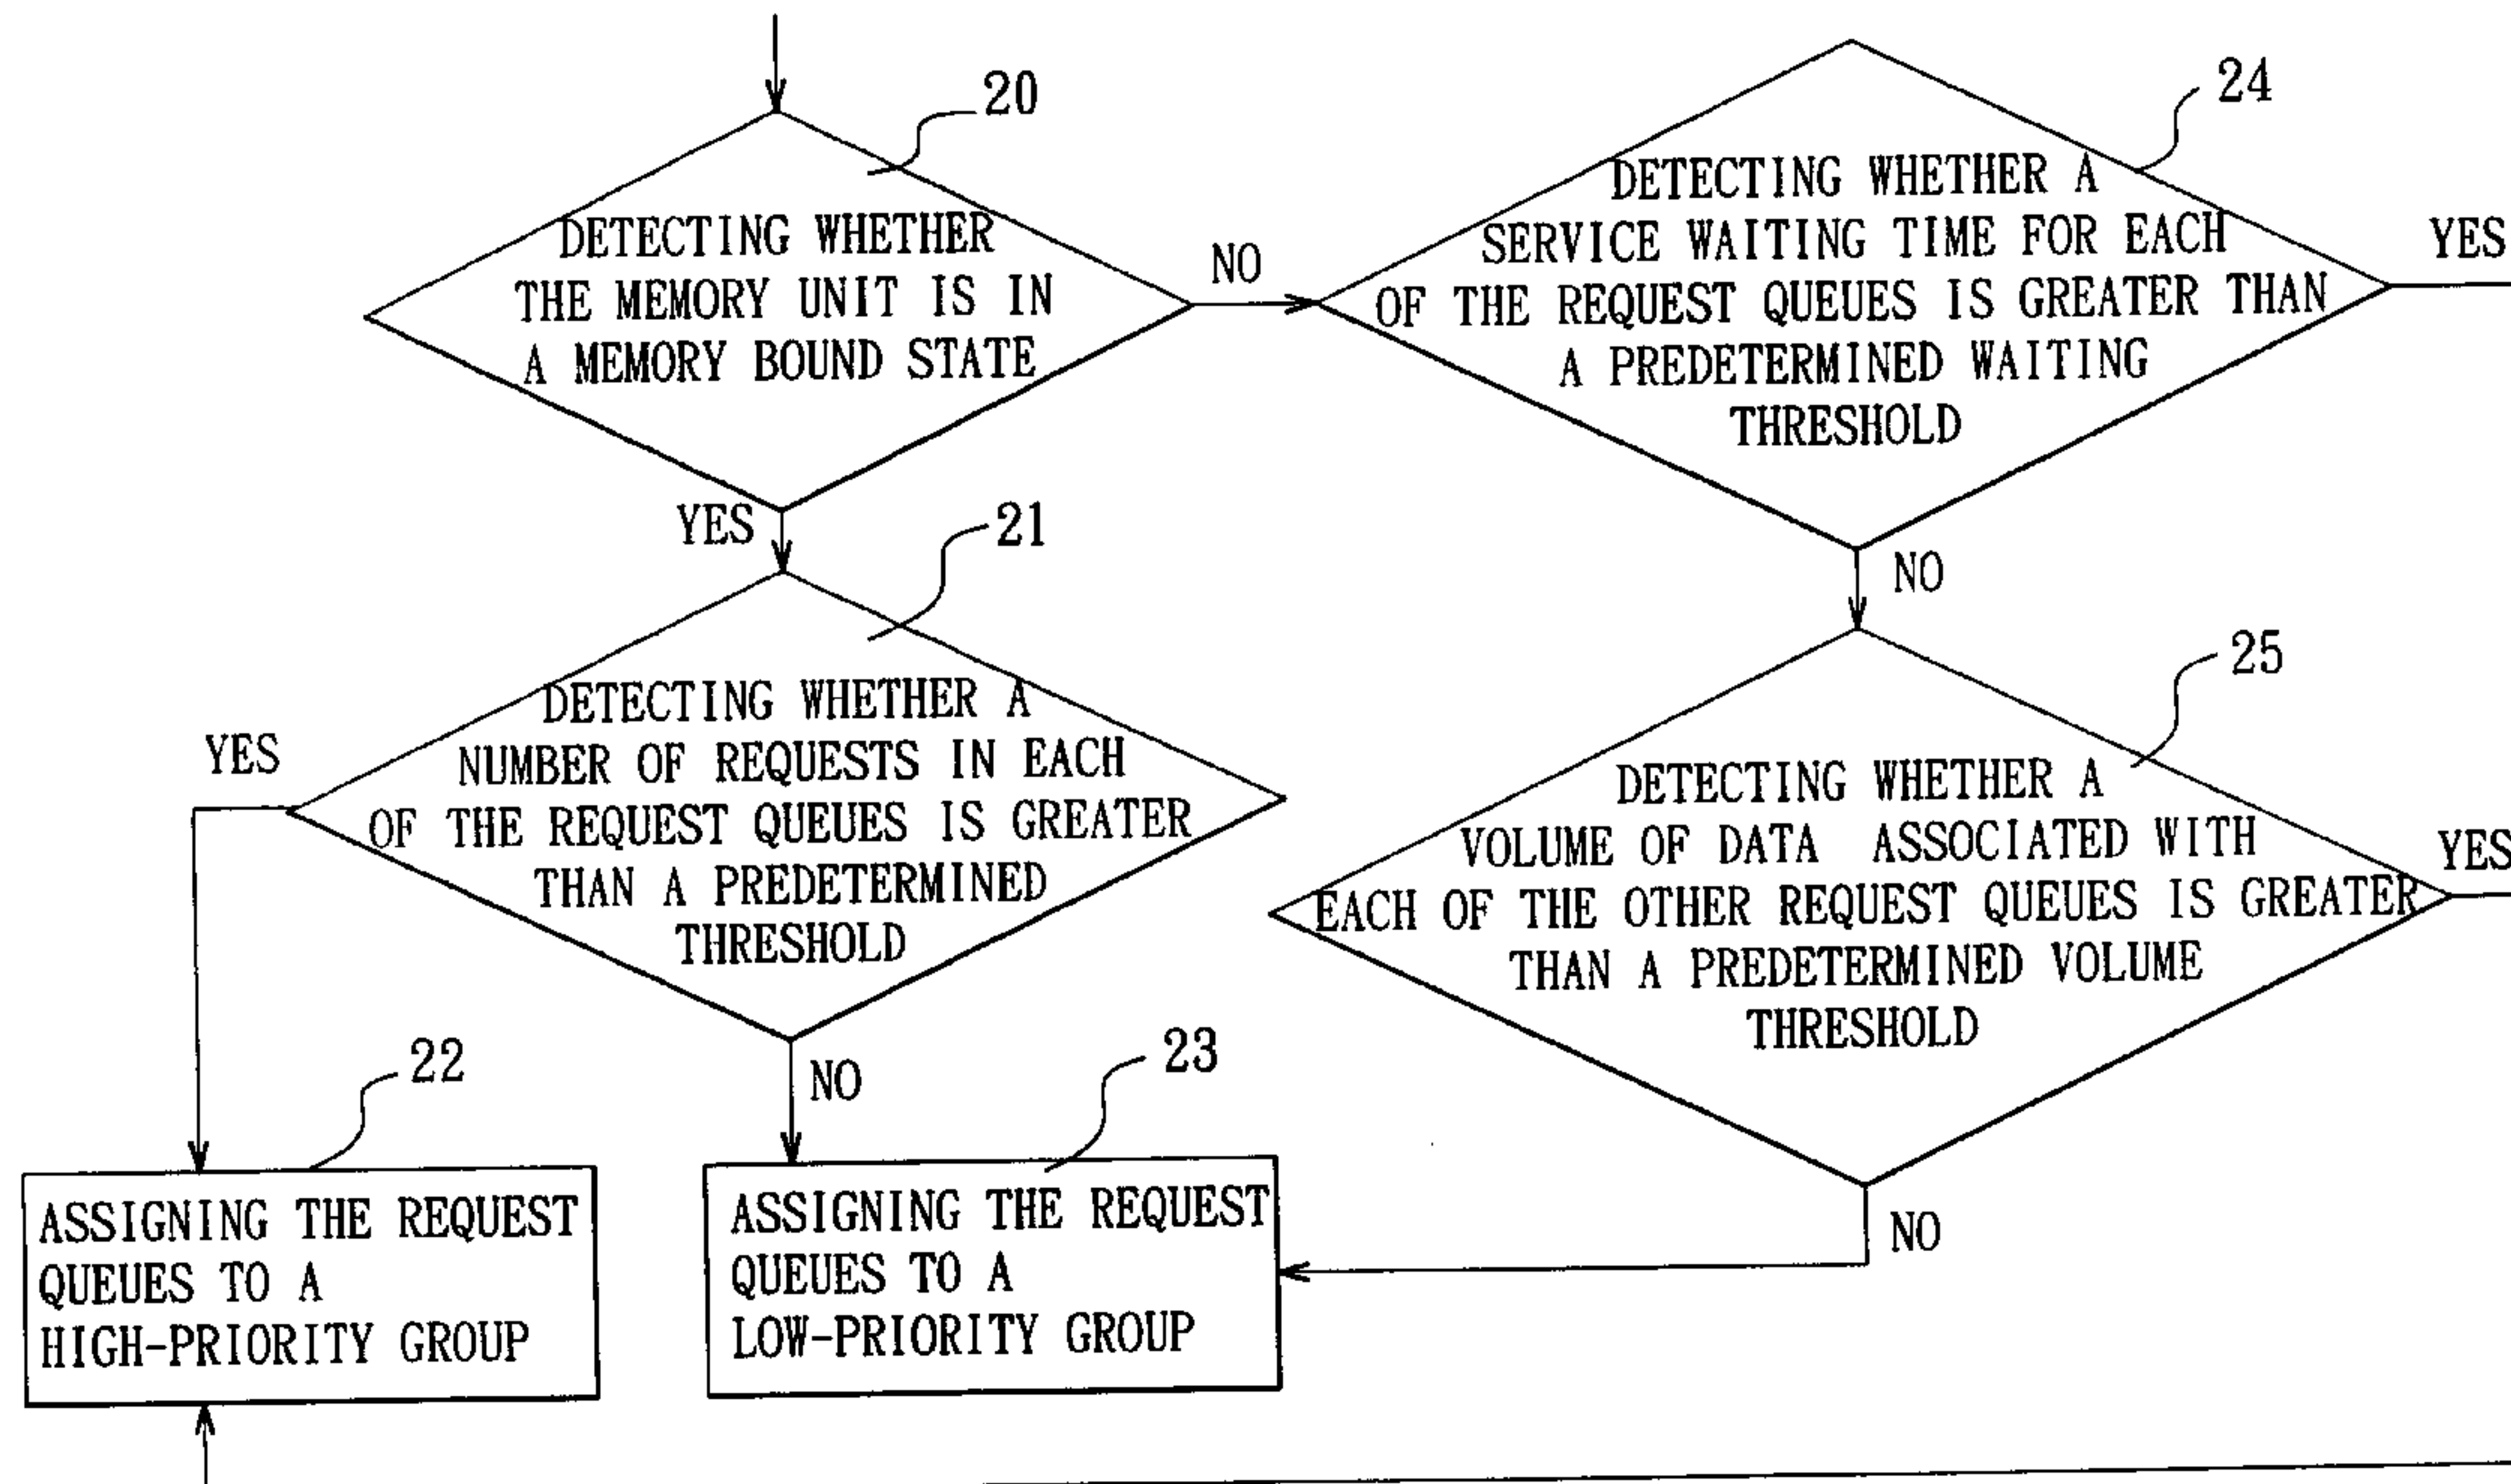 20
DETECTING WHETHER
THE MEMORY UNIT IS IN
A MEMORY BOUND STATE
NO
YES
24
DETECTING WHETHER A
SERVICE WAITING TIME FOR EACH
OF THE REQUEST QUEUES IS GREATER THAN
A PREDETERMINED WAITING
THRESHOLD
YES
NO
21
DETECTING WHETHER A
NUMBER OF REQUESTS IN EACH
OF THE REQUEST QUEUES IS GREATER
THAN A PREDETERMINED
THRESHOLD
YES
NO
25
DETECTING WHETHER A
VOLUME OF DATA ASSOCIATED WITH
EACH OF THE OTHER REQUEST QUEUES IS GREATER
THAN A PREDETERMINED VOLUME
THRESHOLD
YES
NO
22
ASSIGNING THE REQUEST
QUEUES TO A
HIGH-PRIORITY GROUP
23
ASSIGNING THE REQUEST
QUEUES TO A
LOW-PRIORITY GROUP